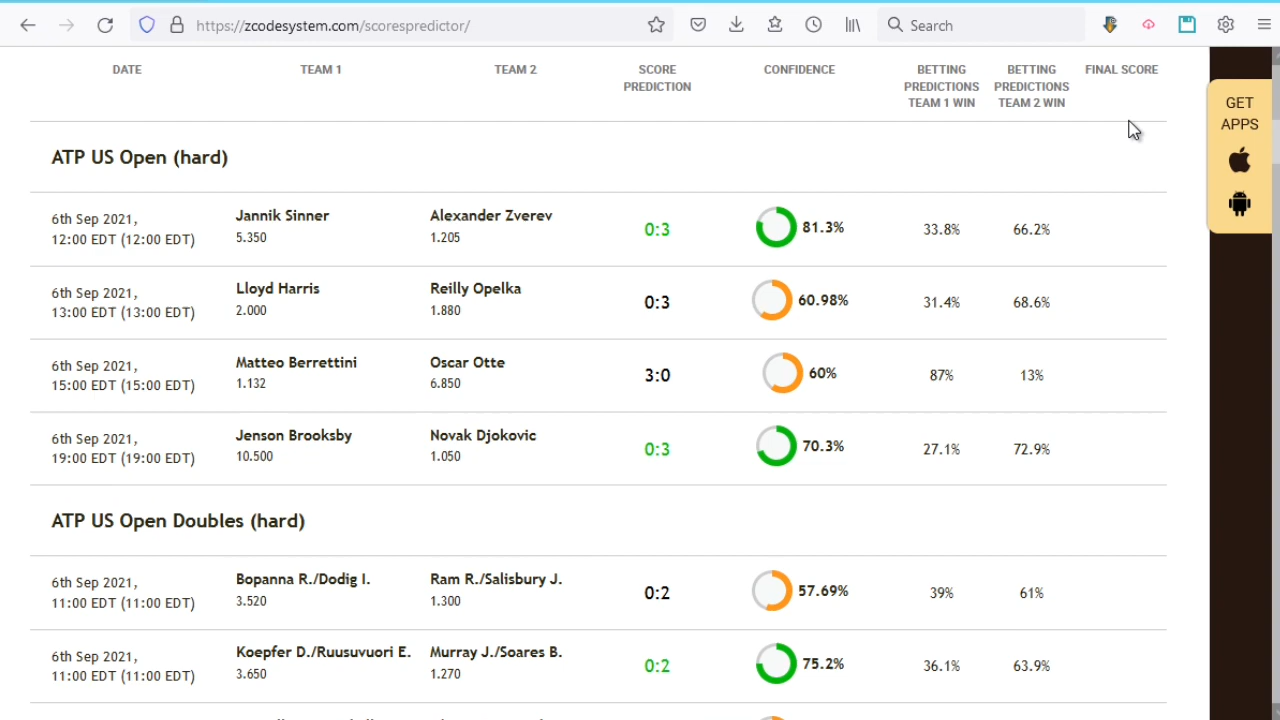 https://zcodesystem.com/scorespredictor/
Search
DATE TEAM 1 TEAM 2 SCORE PREDICTION CONFIDENCE BETTING PREDICTIONS TEAM 1 WIN BETTING PREDICTIONS TEAM 2 WIN FINAL SCORE
GET
APPS
ATP US Open (hard)
6th Sep 2021,
12:00 EDT (12:00 EDT)
Jannik Sinner
5.350
Alexander Zverev
1.205
0:3
81.3%
33.8%
66.2%
6th Sep 2021,
13:00 EDT (13:00 EDT)
Lloyd Harris
2.000
Reilly Opelka
1.880
0:3
60.98%
31.4%
68.6%
6th Sep 2021,
15:00 EDT (15:00 EDT)
Matteo Berrettini
1.132
Oscar Otte
6.850
3:0
60%
87%
13%
6th Sep 2021,
19:00 EDT (19:00 EDT)
Jenson Brooksby
10.500
Novak Djokovic
1.050
0:3
70.3%
27.1%
72.9%
ATP US Open Doubles (hard)
6th Sep 2021,
11:00 EDT (11:00 EDT)
Bopanna R./Dodig I.
3.520
Ram R./Salisbury J.
1.300
0:2
57.69%
39%
61%
6th Sep 2021,
11:00 EDT (11:00 EDT)
Koepfer D./Ruusuvuori E.
3.650
Murray J./Soares B.
1.270
0:2
75.2%
36.1%
63.9%